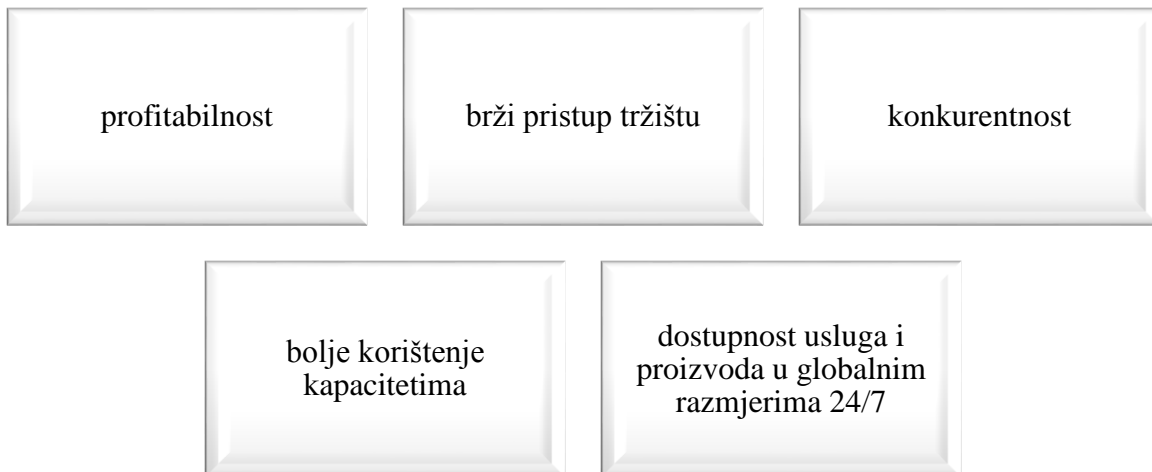 profitabilnost
brži pristup tržištu
konkurentnost
bolje korištenje
kapacitetima
dostupnost usluga i
proizvoda u globalnim
razmjerima 24/7